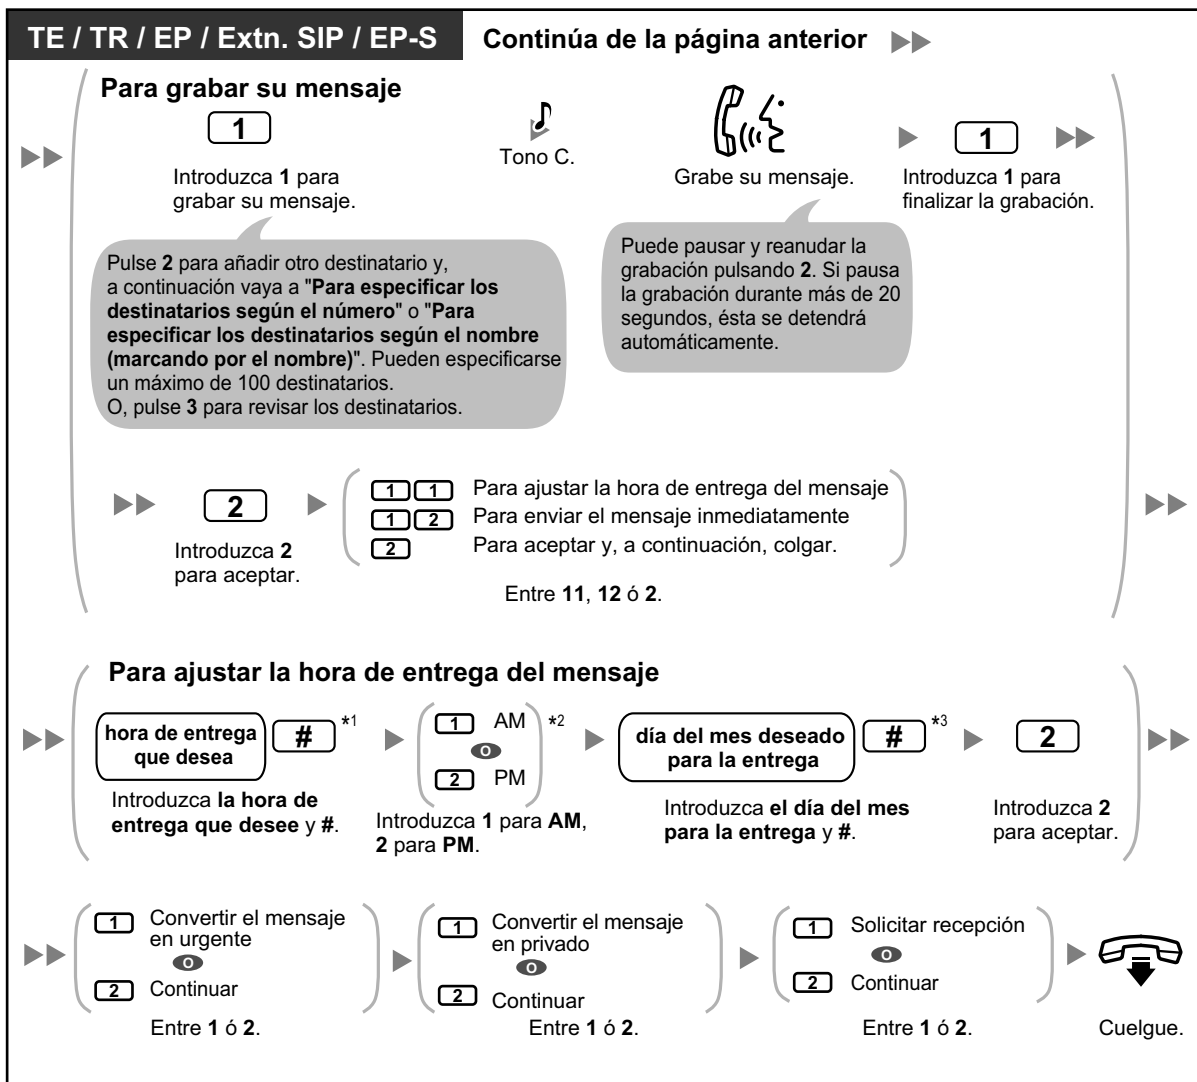 TE / TR / EP / Extn. SIP / EP-S
Continúa de la página anterior
Para grabar su mensaje
1
Introduzca 1 para
grabar su mensaje.
Tono C.
Grabe su mensaje.
1
Introduzca 1 para
finalizar la grabación.
Pulse 2 para añadir otro destinatario y,
a continuación vaya a "Para especificar los
destinatarios según el número" o "Para
especificar los destinatarios según el nombre
(marcando por el nombre)". Pueden especificarse
un máximo de 100 destinatarios.
O, pulse 3 para revisar los destinatarios.
Puede pausar y reanudar la
grabación pulsando 2. Si pausa
la grabación durante más de 20
segundos, ésta se detendrá
automáticamente.
2
Introduzca 2
para aceptar.
1 1 Para ajustar la hora de entrega del mensaje
1 2 Para enviar el mensaje inmediatamente
2 Para aceptar y, a continuación, colgar.
Entre 11, 12 ó 2.
Para ajustar la hora de entrega del mensaje
hora de entrega
que desea
# *1
Introduzca la hora de
entrega que desee y #.
1 AM
O
2 PM
*2
Introduzca 1 para AM,
2 para PM.
día del mes deseado
para la entrega
# *3
Introduzca el día del mes
para la entrega y #.
2
Introduzca 2
para aceptar.
1 Convertir el mensaje
en urgente
O
2 Continuar
Entre 1 ó 2.
1 Convertir el mensaje
en privado
O
2 Continuar
Entre 1 ó 2.
1 Solicitar recepción
O
2 Continuar
Entre 1 ó 2.
Cuelgue.